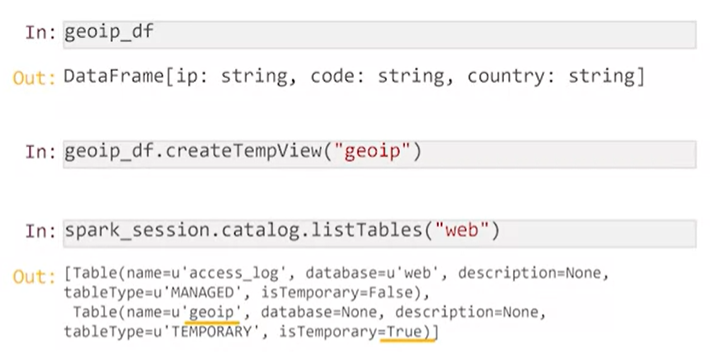 In: geoip_df
Out: DataFrame[ip: string, code: string, country: string]
In: geoip_df.createTempView("geoip")
In: spark_session.catalog.listTables("web")
Out: [Table(name=u'access_log', database=u'web', description=None,
tableType=u'MANAGED', isTemporary=False),
Table(name=u'geoip', database=None, description=None,
tableType=u'TEMPORARY', isTemporary=True)]